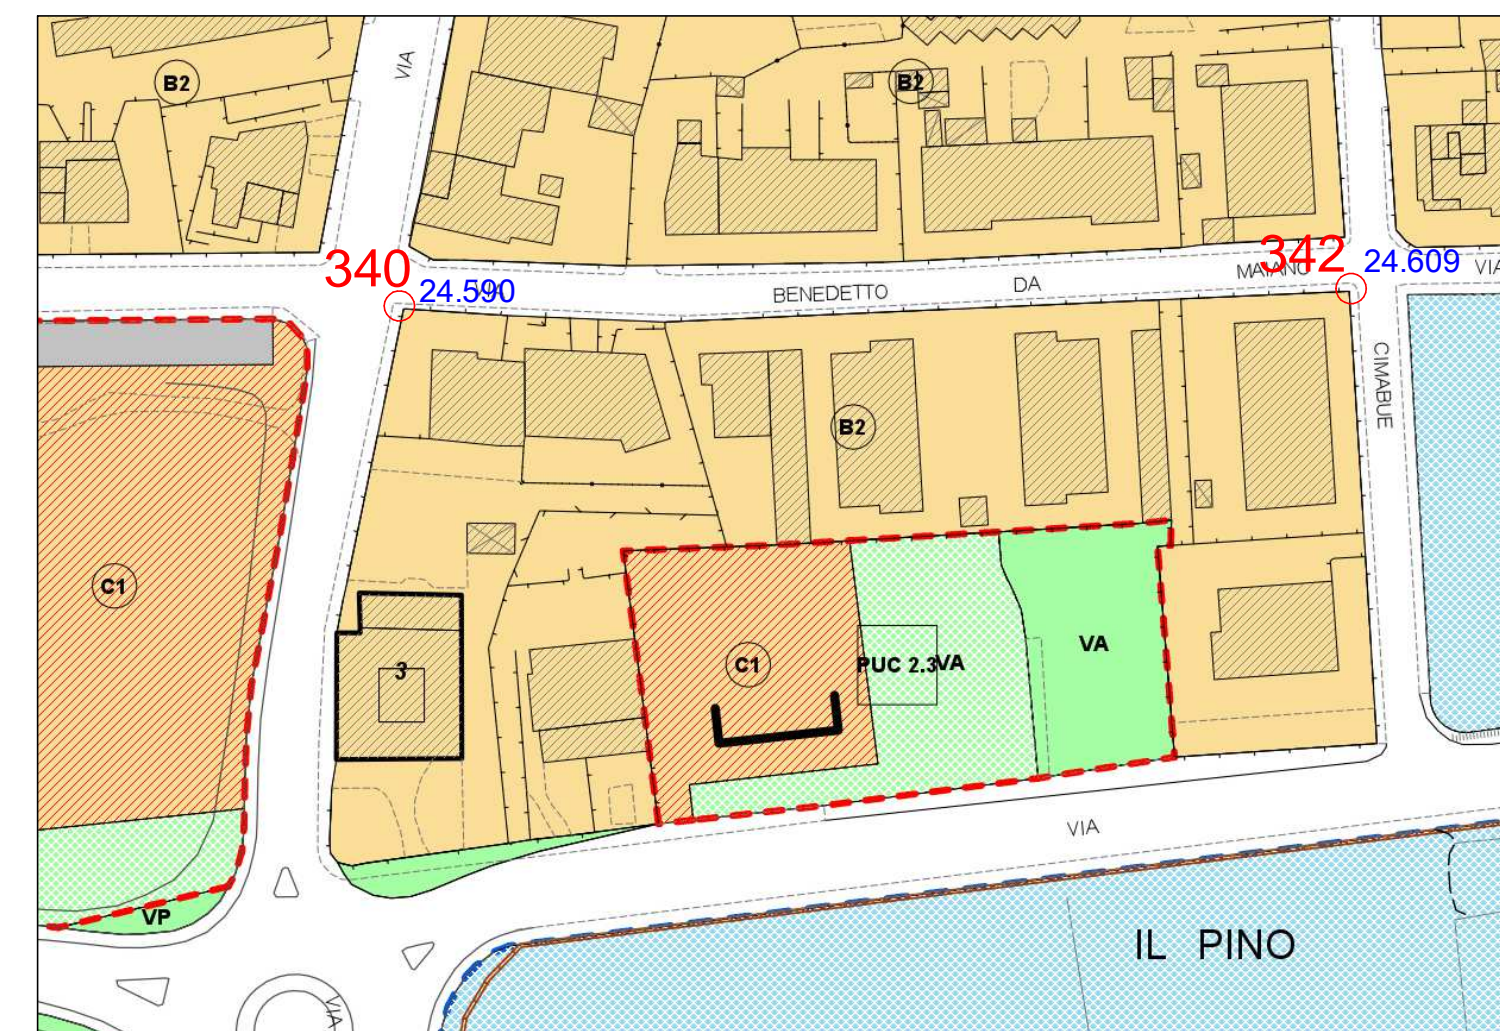 VIA
B2
B2
340
24.590
VIA
BENEDETTO
DA
MAIANO
342
24.609
VIA
CIMABUE
B2
C1
3
C1
PUC 2.3
VA
VA
VIA
VP
IL PINO
VIA